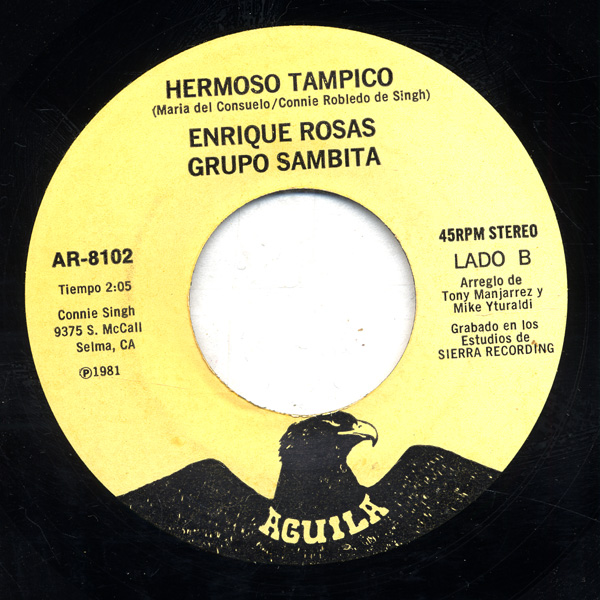 HERMOSO TAMPICO
(Maria del Consuelo/Connie Robledo de Singh)
ENRIQUE ROSAS
GRUPO SAMBITA
AR-8102
Tiempo 2:05
Connie Singh
9375 S. McCall
Selma, CA
Ⓟ1981
45RPM STEREO
LADO B
Arreglo de
Tony Manjarrez y
Mike Yturaldi
Grabado en los
Estudios de
SIERRA RECORDING
AGUILA